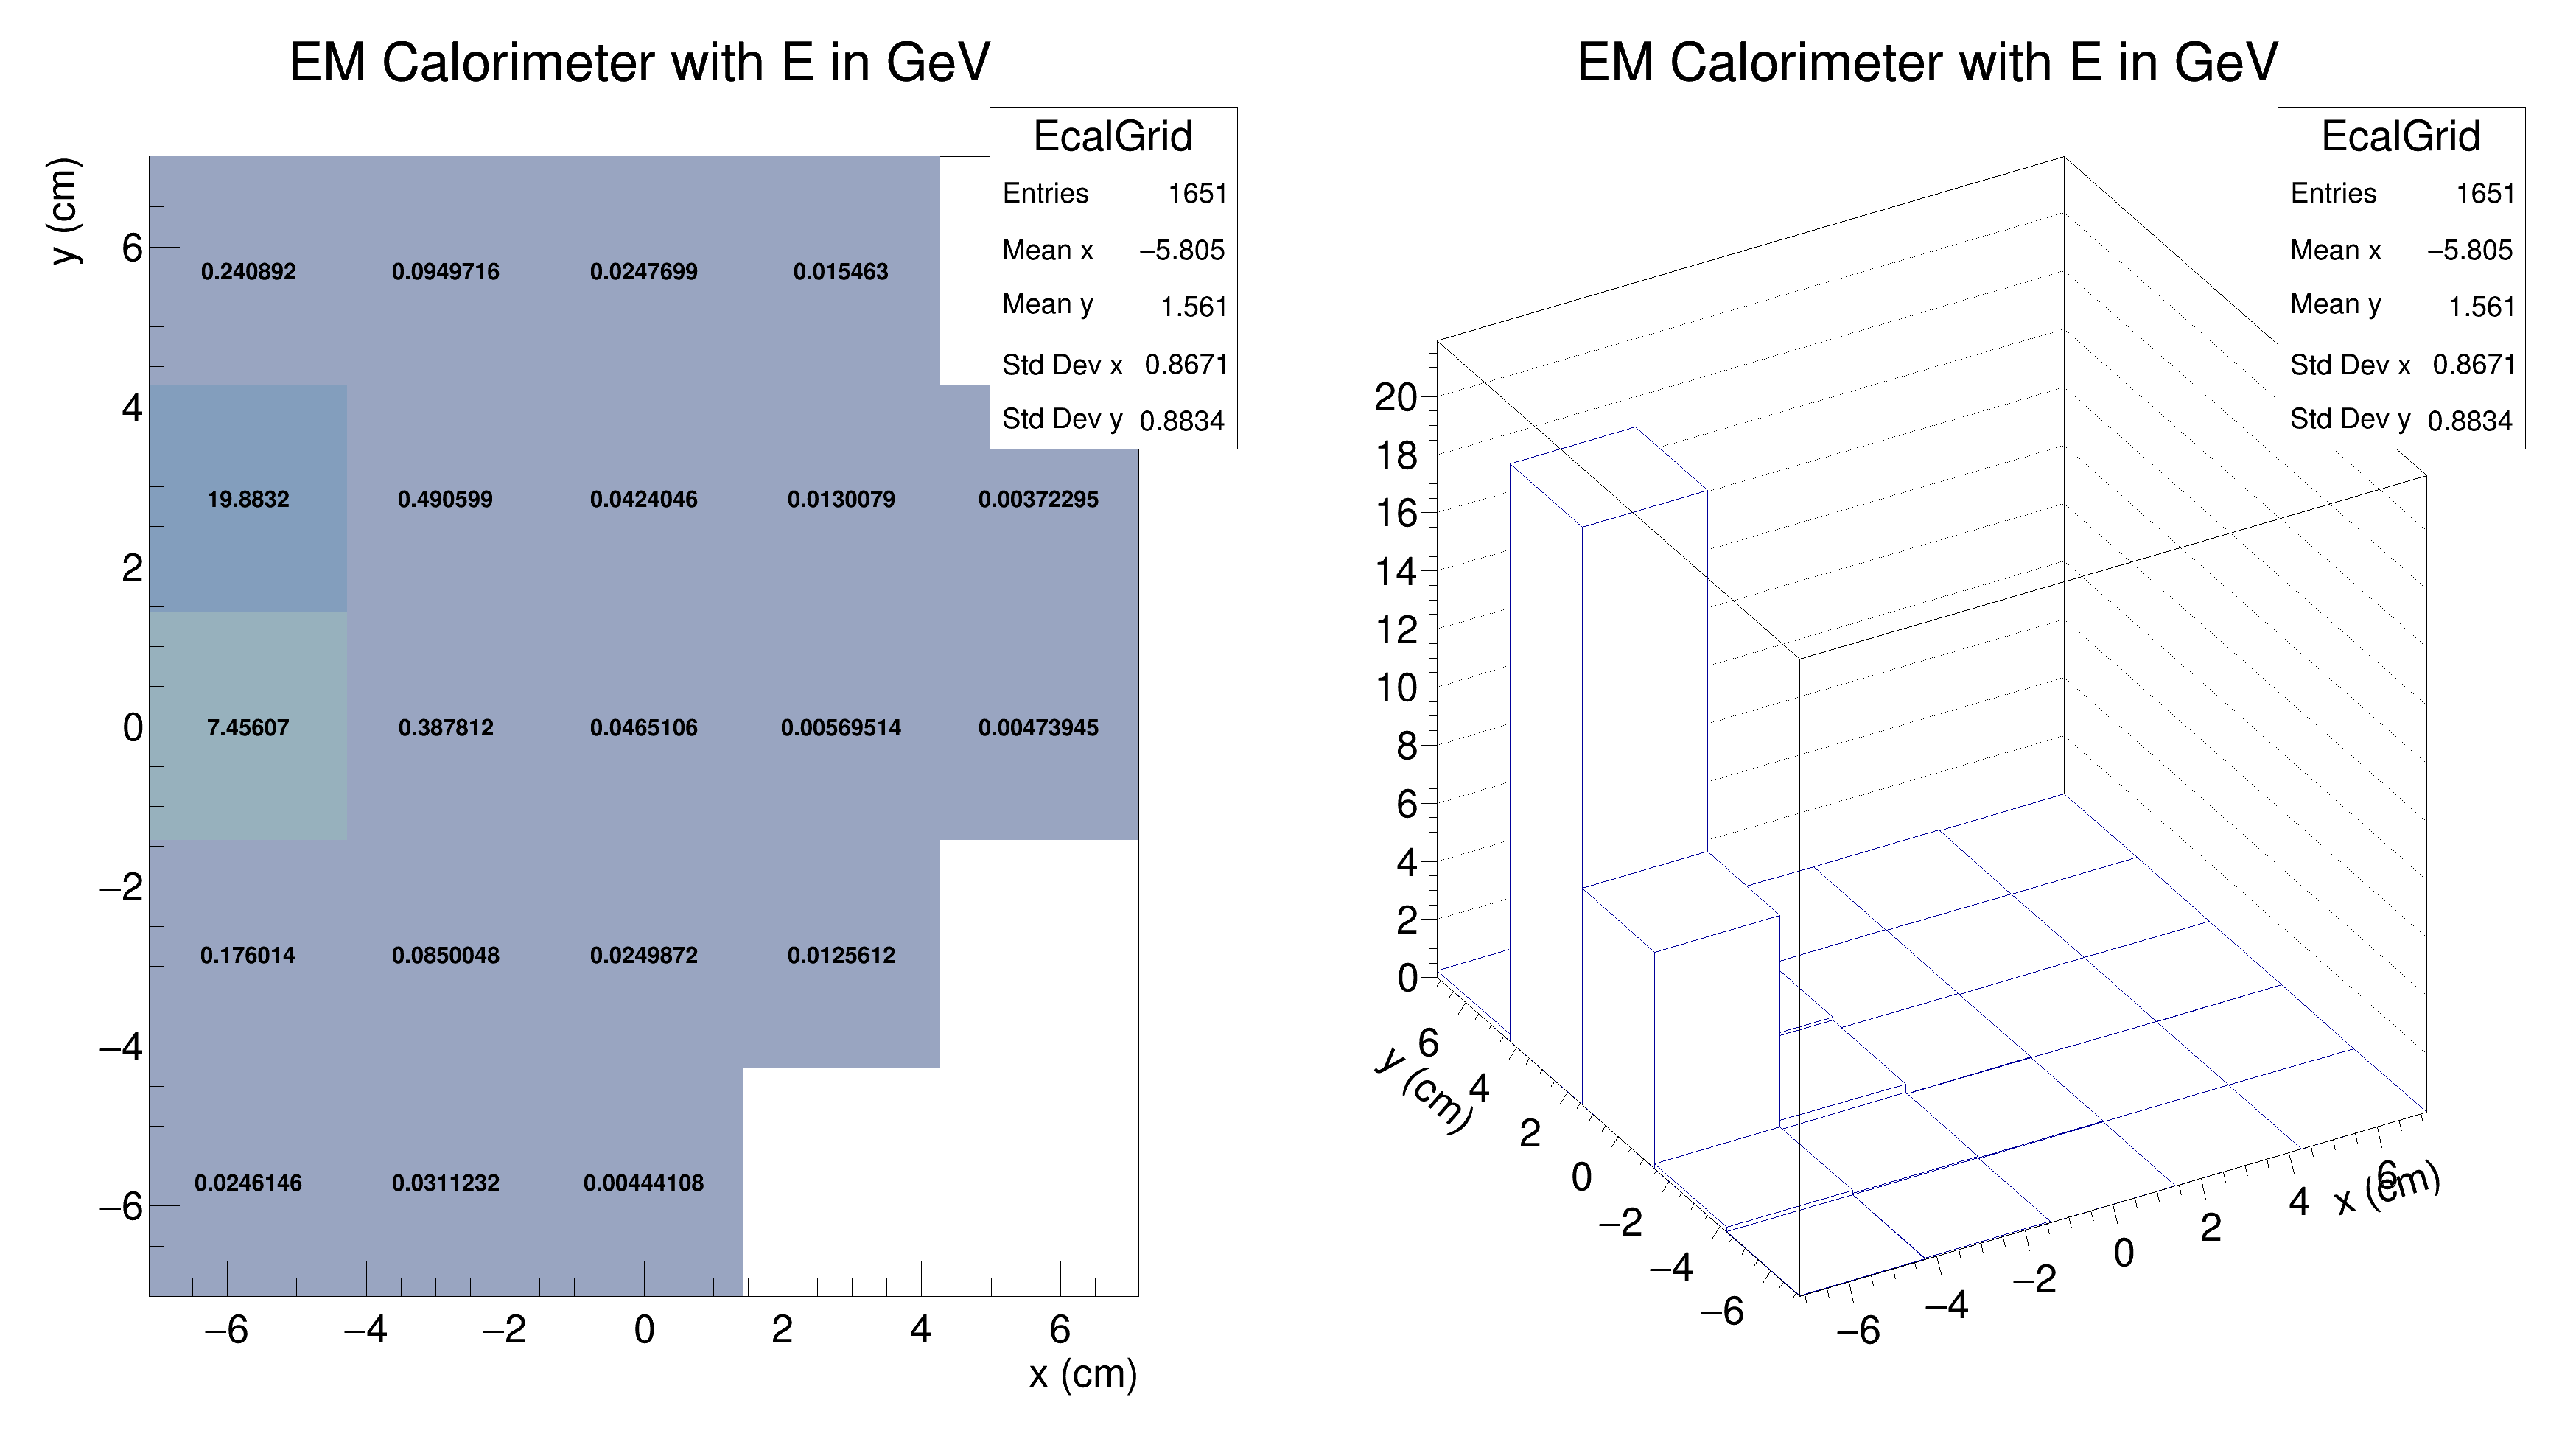 EM Calorimeter with E in GeV
EcalGrid
Entries 1651
Mean x −5.805
Mean y 1.561
Std Dev x 0.8671
Std Dev y 0.8834
y (cm)
6
4
2
0
−2
−4
−6
0.240892 0.0949716 0.0247699 0.015463
19.8832 0.490599 0.0424046 0.0130079 0.00372295
7.45607 0.387812 0.0465106 0.00569514 0.00473945
0.176014 0.0850048 0.0249872 0.0125612
0.0246146 0.0311232 0.00444108
−6 −4 −2 0 2 4 6
x (cm)
EM Calorimeter with E in GeV
EcalGrid
Entries 1651
Mean x −5.805
Mean y 1.561
Std Dev x 0.8671
Std Dev y 0.8834
20
18
16
14
12
10
8
6
4
2
0
6
4
2
0
−2
−4
−6
y (cm)
−6
−4
−2
0
2
4
6
x (cm)